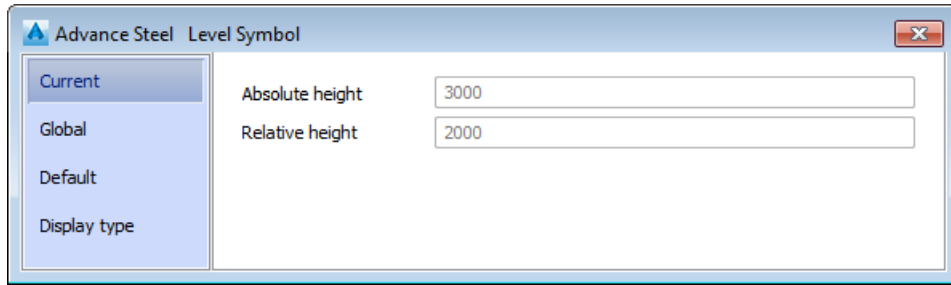 Advance Steel Level Symbol
Current
Absolute height 3000
Global
Relative height 2000
Default
Display type